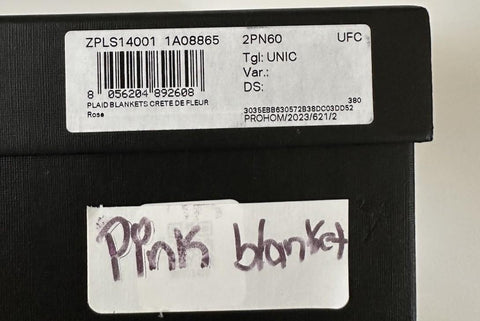 ZPLS14001 1A08865 2PN60 UFC
Tgl: UNIC
Var.:
DS:
8 056204 892608
PLAID BLANKETS CRETE DE FLEUR
Rose
380
3035EBB630572B38DC03DD52
PROHOM/2023/621/2
Pink blanket